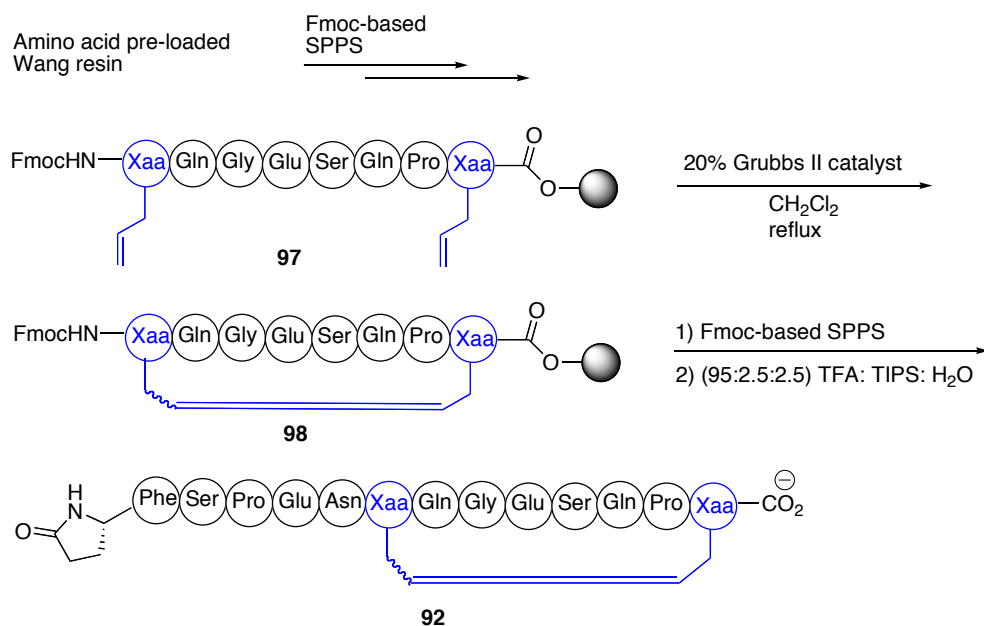 Amino acid pre-loaded
Wang resin
Fmoc-based
SPPS
FmocHN Xaa Gln Gly Glu Ser Gln Pro Xaa O
O
97
20% Grubbs II catalyst
CH2Cl2
reflux
FmocHN Xaa Gln Gly Glu Ser Gln Pro Xaa O
O
98
1) Fmoc-based SPPS
2) (95:2.5:2.5) TFA: TIPS: H2O
O H N Phe Ser Pro Glu Asn Xaa Gln Gly Glu Ser Gln Pro Xaa CO2 −
92